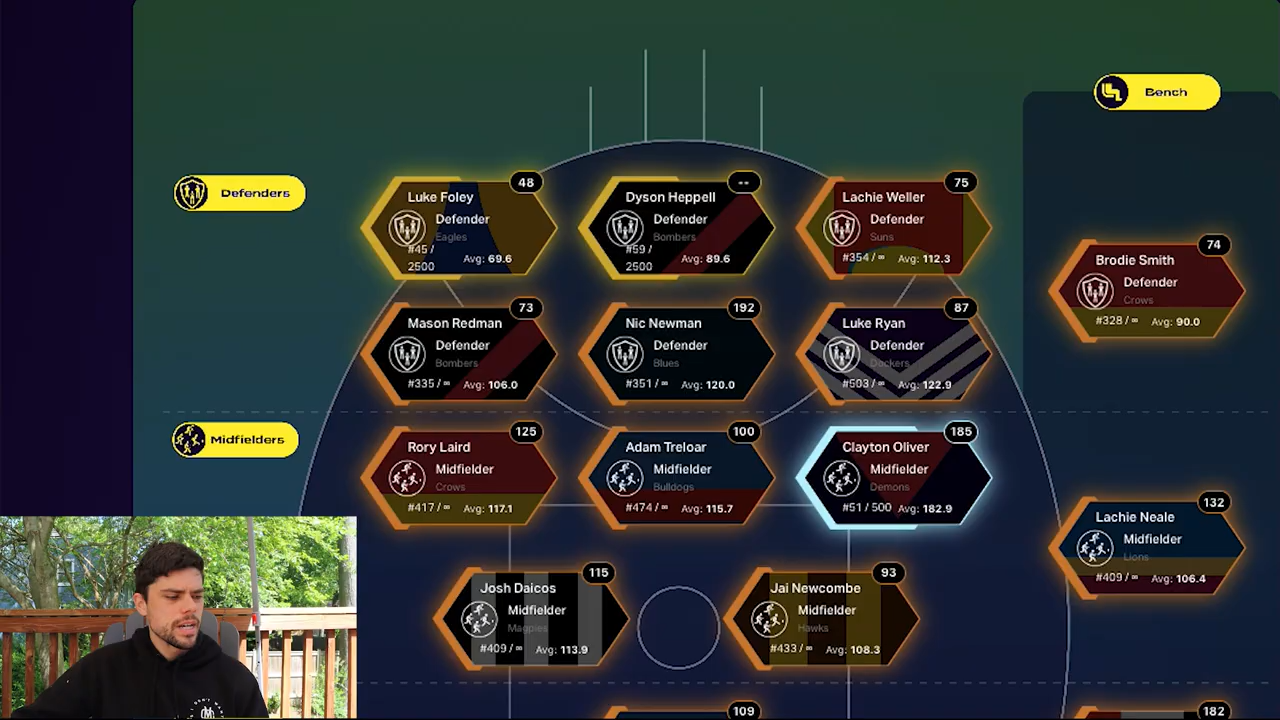 Bench
Defenders
48
Luke Foley
Defender
Eagles
#45 /
2500
Avg: 69.6
--
Dyson Heppell
Defender
Bombers
#59 /
2500
Avg: 89.6
75
Lachie Weller
Defender
Suns
#354 / ∞
Avg: 112.3
74
Brodie Smith
Defender
Crows
#328 / ∞
Avg: 90.0
73
Mason Redman
Defender
Bombers
#335 / ∞
Avg: 106.0
192
Nic Newman
Defender
Blues
#351 / ∞
Avg: 120.0
87
Luke Ryan
Defender
Dockers
#503 / ∞
Avg: 122.9
Midfielders
125
Rory Laird
Midfielder
Crows
#417 / ∞
Avg: 117.1
100
Adam Treloar
Midfielder
Bulldogs
#474 / ∞
Avg: 115.7
185
Clayton Oliver
Midfielder
Demons
#51 / 500
Avg: 182.9
132
Lachie Neale
Midfielder
Lions
#409 / ∞
Avg: 106.4
115
Josh Daicos
Midfielder
Magpies
#409 / ∞
Avg: 113.9
93
Jai Newcombe
Midfielder
Hawks
#433 / ∞
Avg: 108.3
109
182